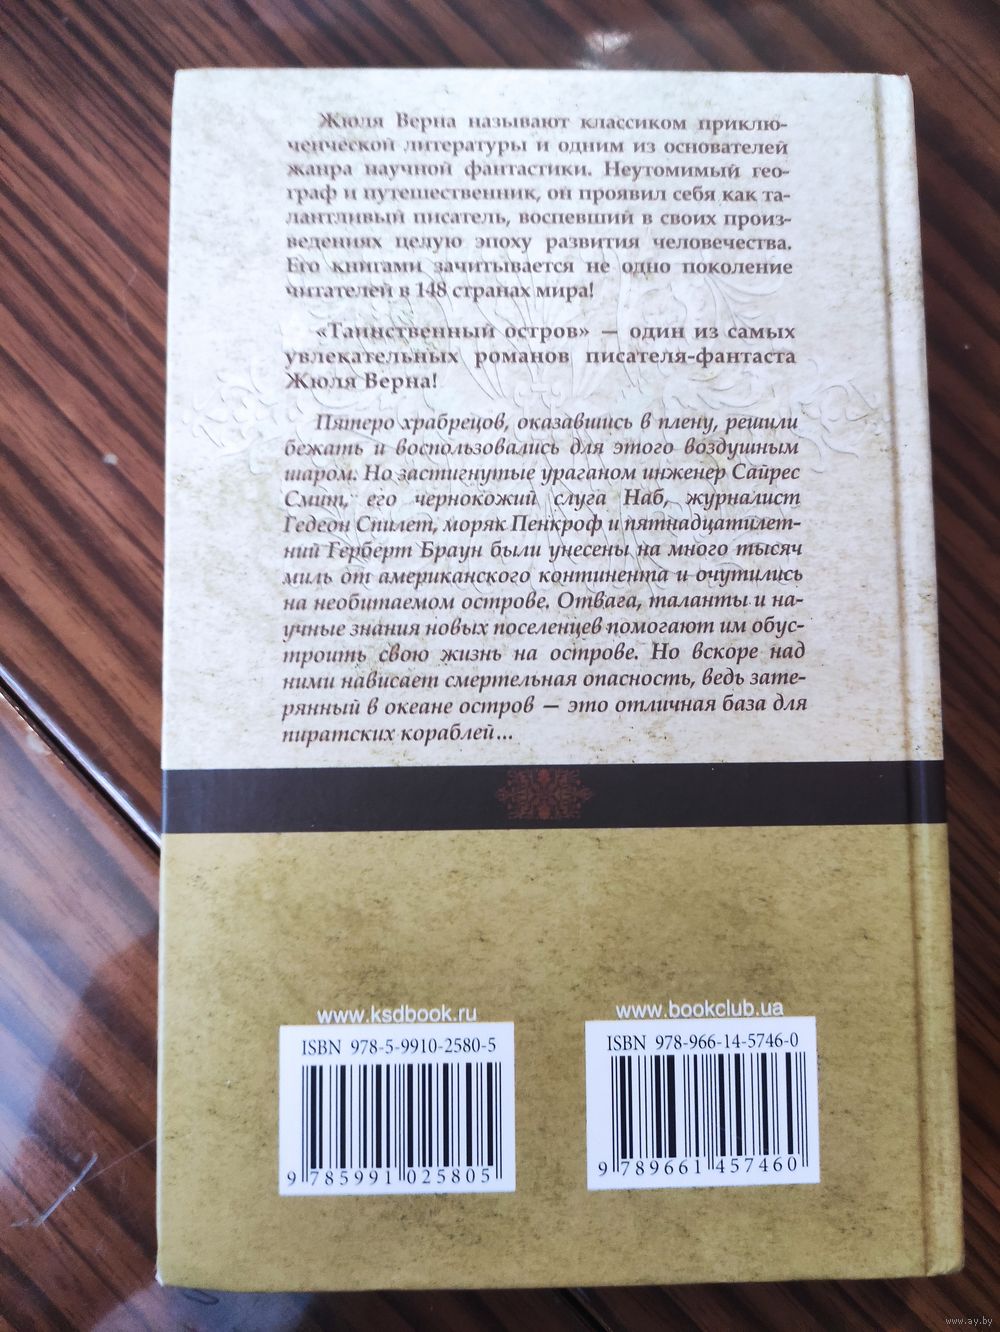 Жюля Верна называют классиком приклю-
ченческой литературы и одним из основателей
жанра научной фантастики. Неутомимый гео-
граф и путешественник, он проявил себя как та-
лантливый писатель, воспевший в своих произ-
ведениях целую эпоху развития человечества.
Его книгами зачитывается не одно поколение
читателей в 148 странах мира!
«Таинственный остров» — один из самых
увлекательных романов писателя-фантаста
Жюля Верна!
Пятеро храбрецов, оказавшись в плену, решили
бежать и воспользовались для этого воздушным
шаром. Но застигнутые ураганом инженер Сайрес
Смит, его чернокожий слуга Наб, журналист
Гедеон Спилет, моряк Пенкроф и пятнадцатилет-
ний Герберт Браун были унесены на много тысяч
миль от американского континента и очутились
на необитаемом острове. Отвага, таланты и на-
учные знания новых поселенцев помогают им обус-
троить свою жизнь на острове. Но вскоре над
ними нависает смертельная опасность, ведь зате-
рянный в океане остров — это отличная база для
пиратских кораблей...
www.ksdbook.ru
ISBN 978-5-9910-2580-5
9 785991 025805
www.bookclub.ua
ISBN 978-966-14-5746-0
9 789661 457460
www.ay.by